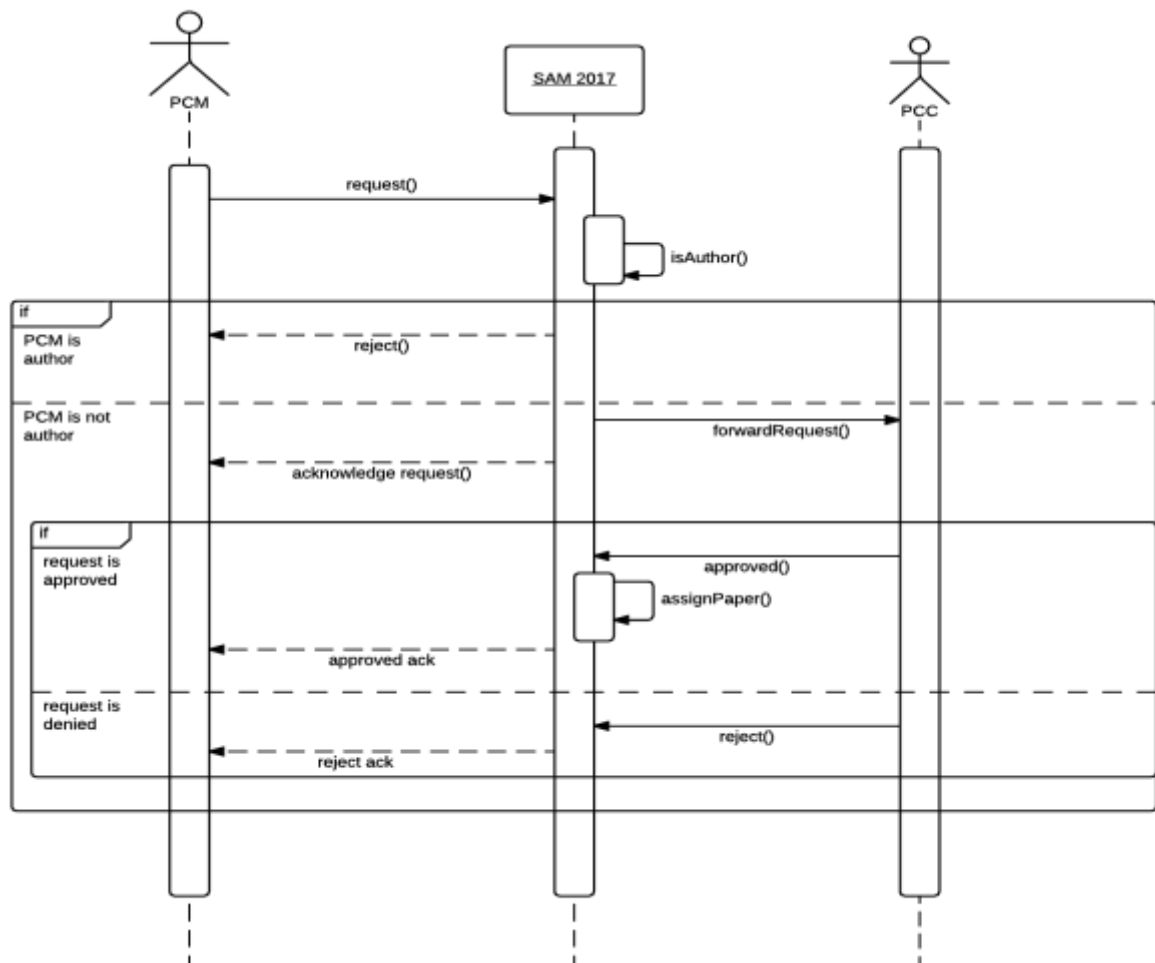 PCM
SAM 2017
PCC
request()
isAuthor()
if
PCM is
author
reject()
PCM is not
author
forwardRequest()
acknowledge request()
if
request is
approved
approved()
assignPaper()
approved ack
request is
denied
reject()
reject ack